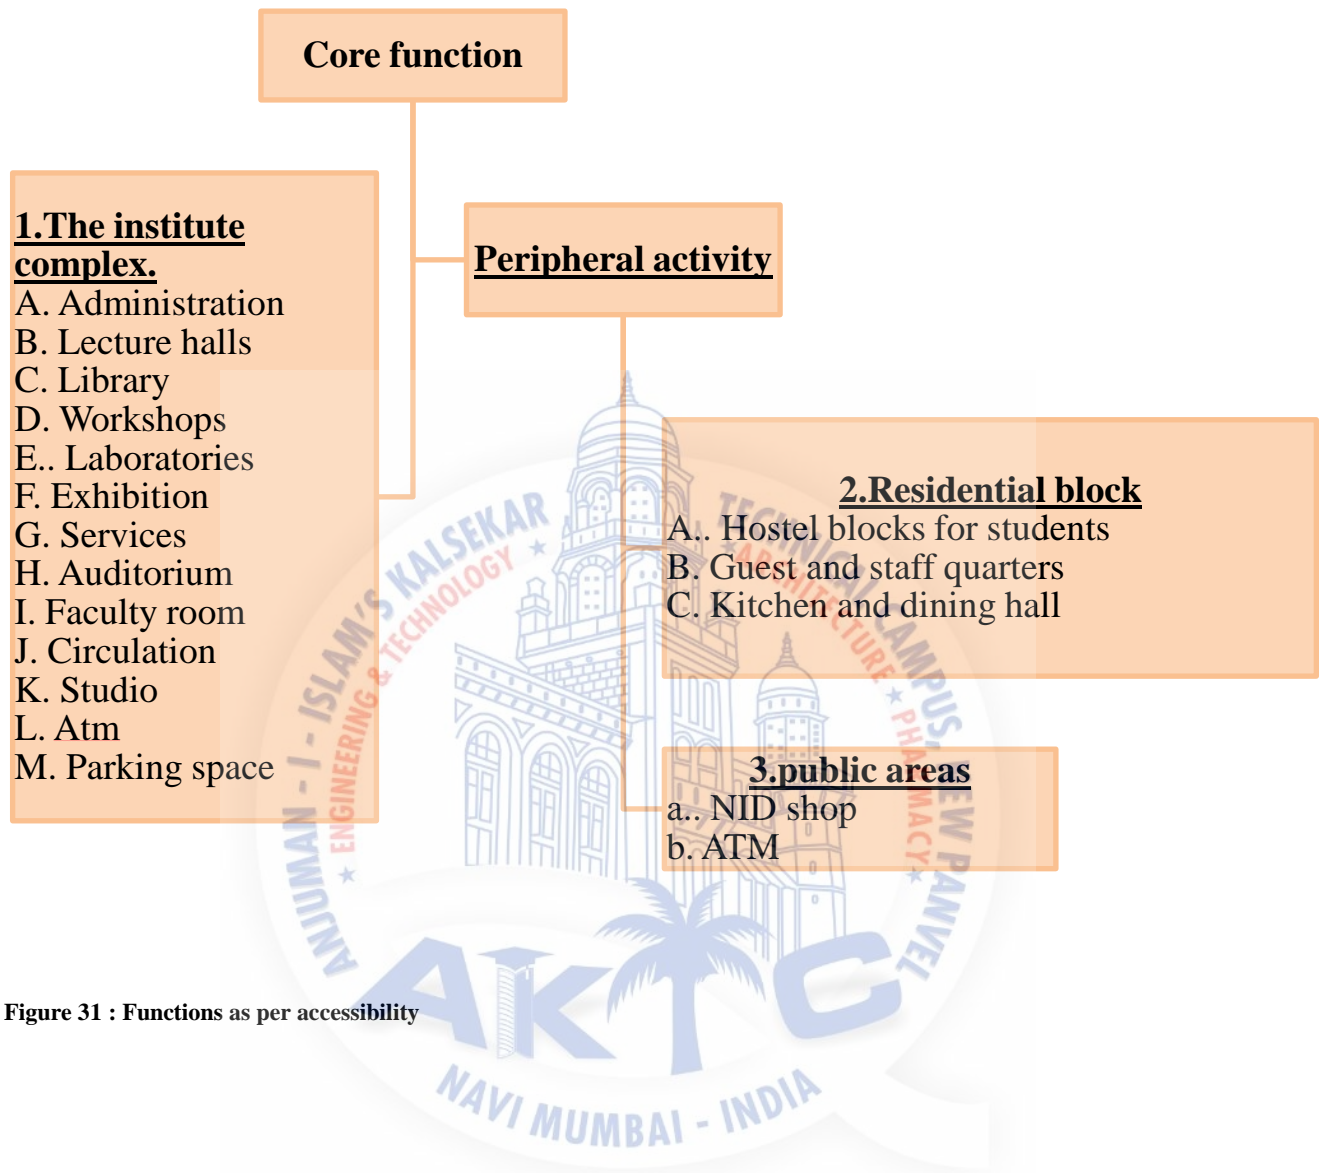 Core function
1.The institute
complex.
A. Administration
B. Lecture halls
C. Library
D. Workshops
E.. Laboratories
F. Exhibition
G. Services
H. Auditorium
I. Faculty room
J. Circulation
K. Studio
L. Atm
M. Parking space
Peripheral activity
2.Residential block
A.. Hostel blocks for students
B. Guest and staff quarters
C. Kitchen and dining hall
3.public areas
a.. NID shop
b. ATM
Figure 31 : Functions as per accessibility
ANJUMAN - I - ISLAM'S KALSEKAR TECHNICAL CAMPUS, NEW PANVEL
★ ENGINEERING & TECHNOLOGY ★ ARCHITECTURE ★ PHARMACY ★
AKTC
NAVI MUMBAI - INDIA